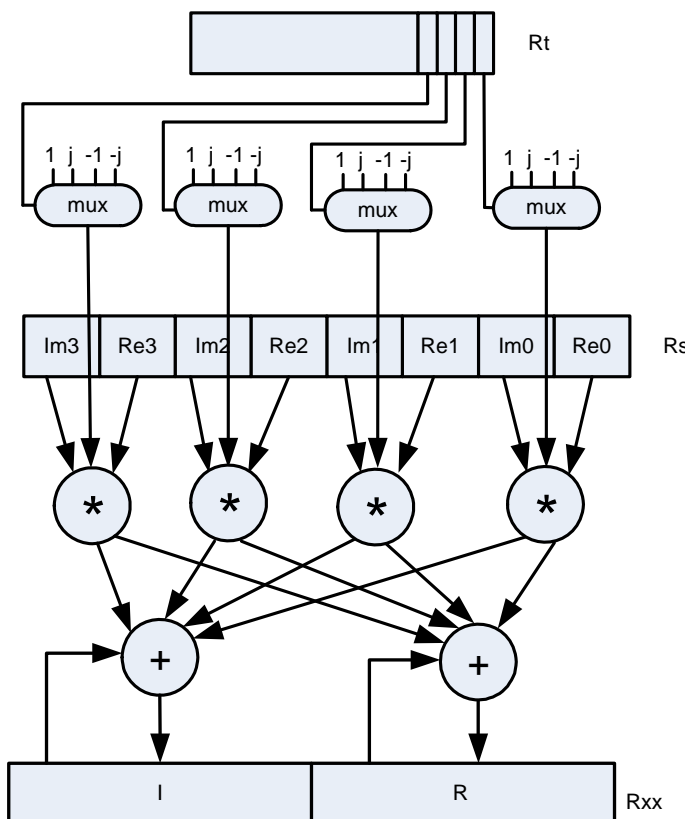 Rt
1 j -1 -j
1 j -1 -j
1 j -1 -j
1 j -1 -j
mux
mux
mux
mux
Im3 Re3 Im2 Re2 Im1 Re1 Im0 Re0 Rs
* * * *
+ +
I R Rxx